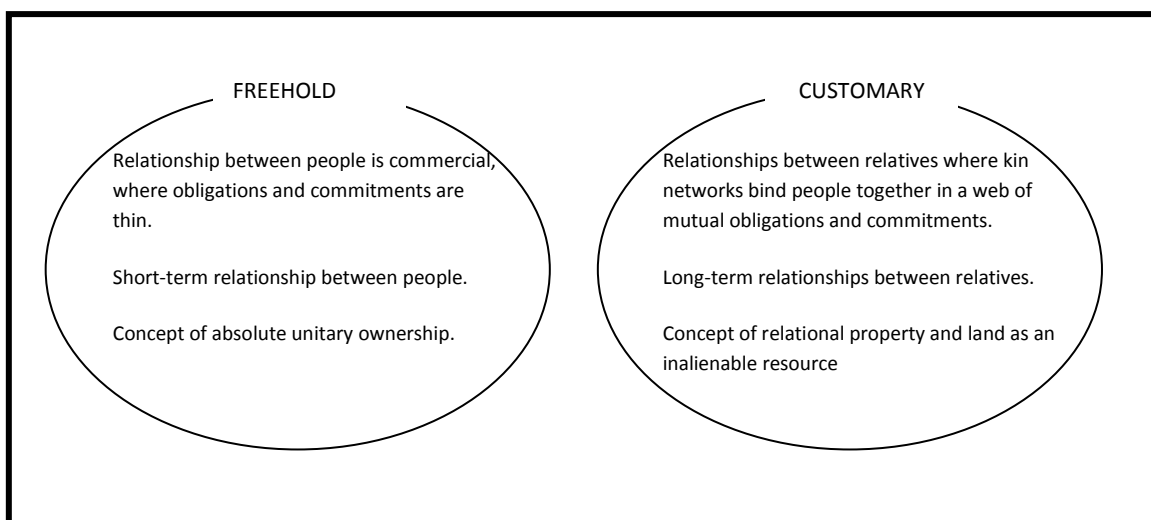 FREEHOLD
Relationship between people is commercial,
where obligations and commitments are
thin.
Short-term relationship between people.
Concept of absolute unitary ownership.
CUSTOMARY
Relationships between relatives where kin
networks bind people together in a web of
mutual obligations and commitments.
Long-term relationships between relatives.
Concept of relational property and land as an
inalienable resource